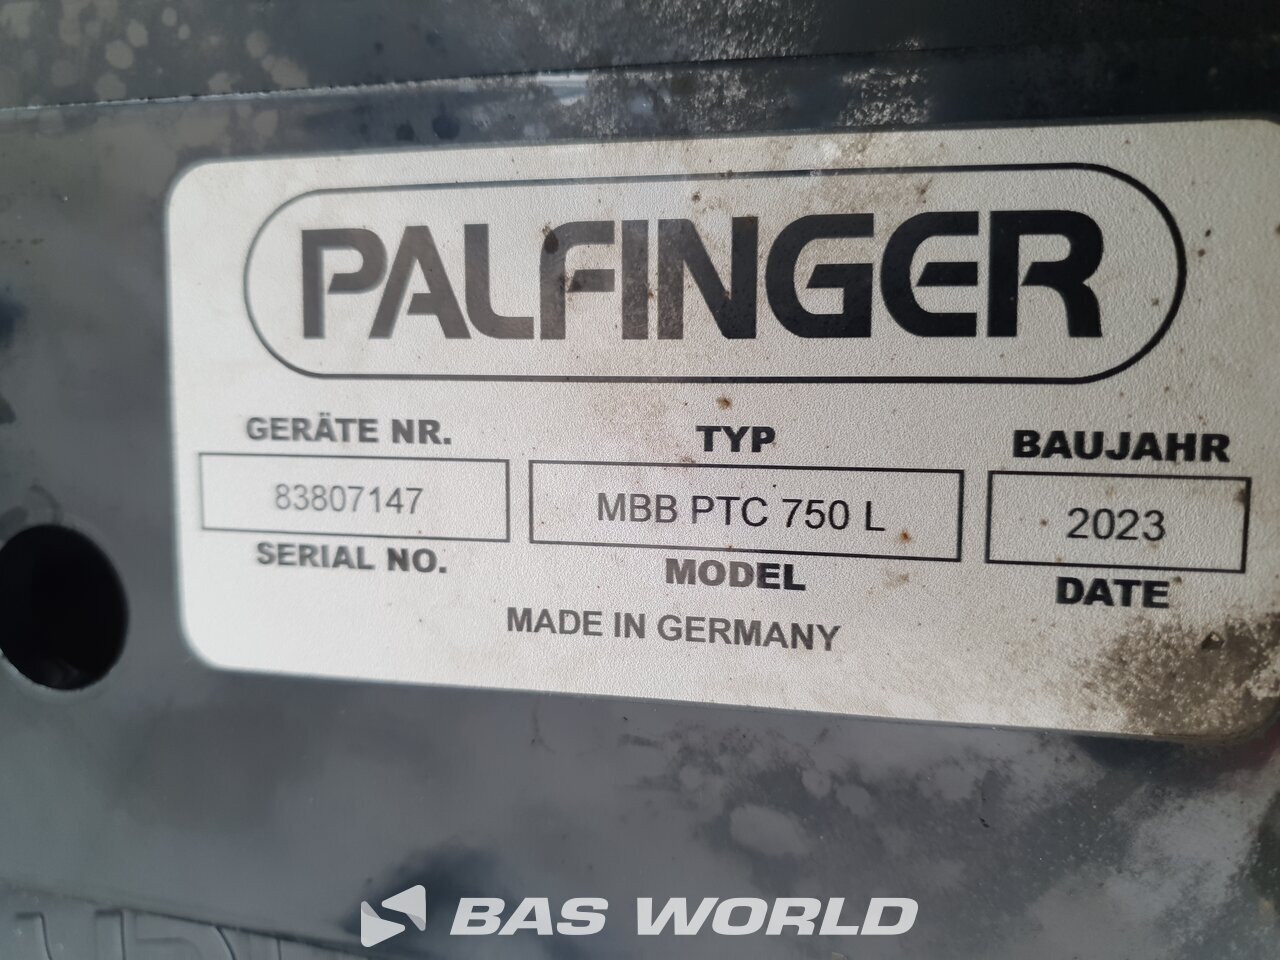 PALFINGER
GERÄTE NR. TYP BAUJAHR
83807147 MBB PTC 750 L 2023
SERIAL NO. MODEL DATE
MADE IN GERMANY
BAS WORLD